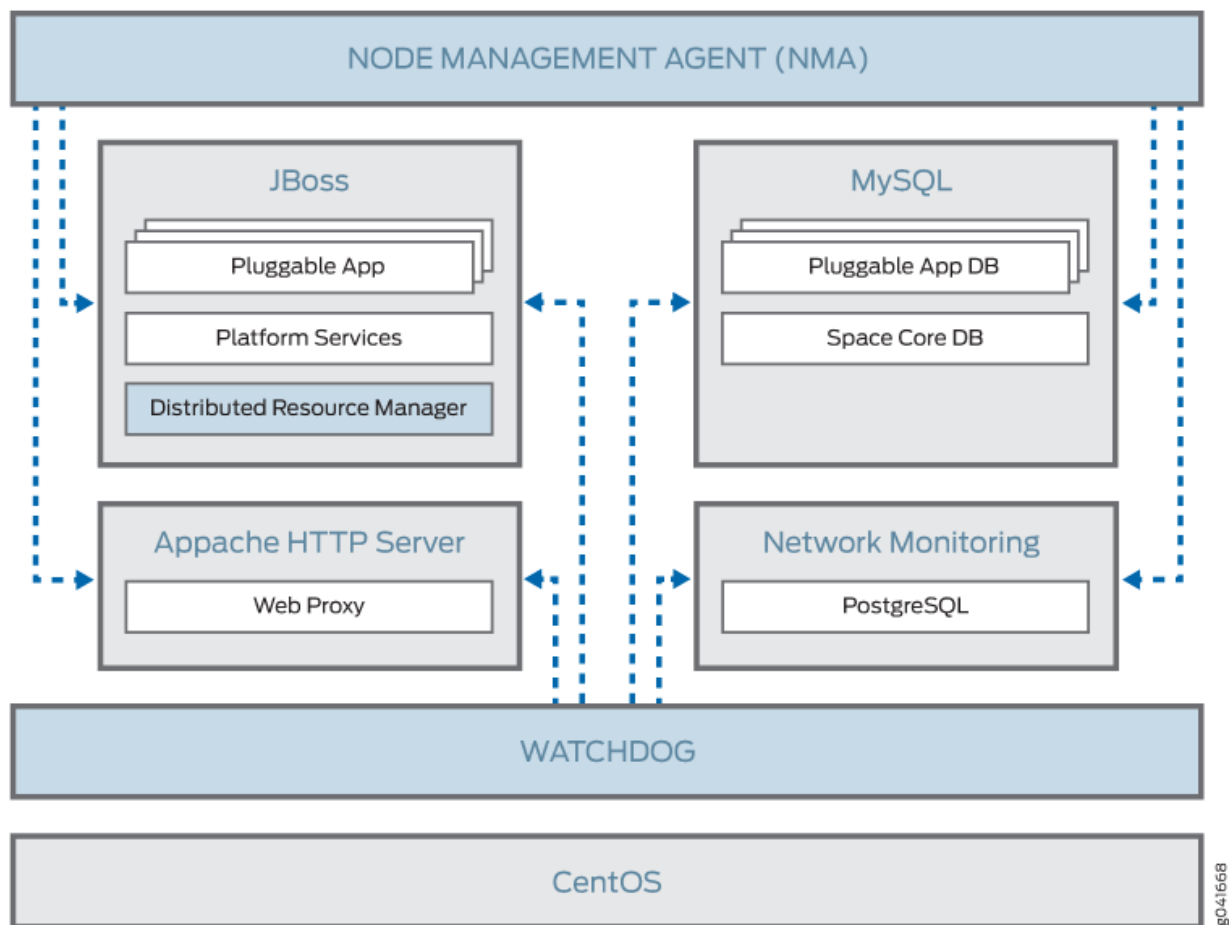 NODE MANAGEMENT AGENT (NMA)
JBoss
Pluggable App
Platform Services
Distributed Resource Manager
MySQL
Pluggable App DB
Space Core DB
Appache HTTP Server
Web Proxy
Network Monitoring
PostgreSQL
WATCHDOG
CentOS
g041668